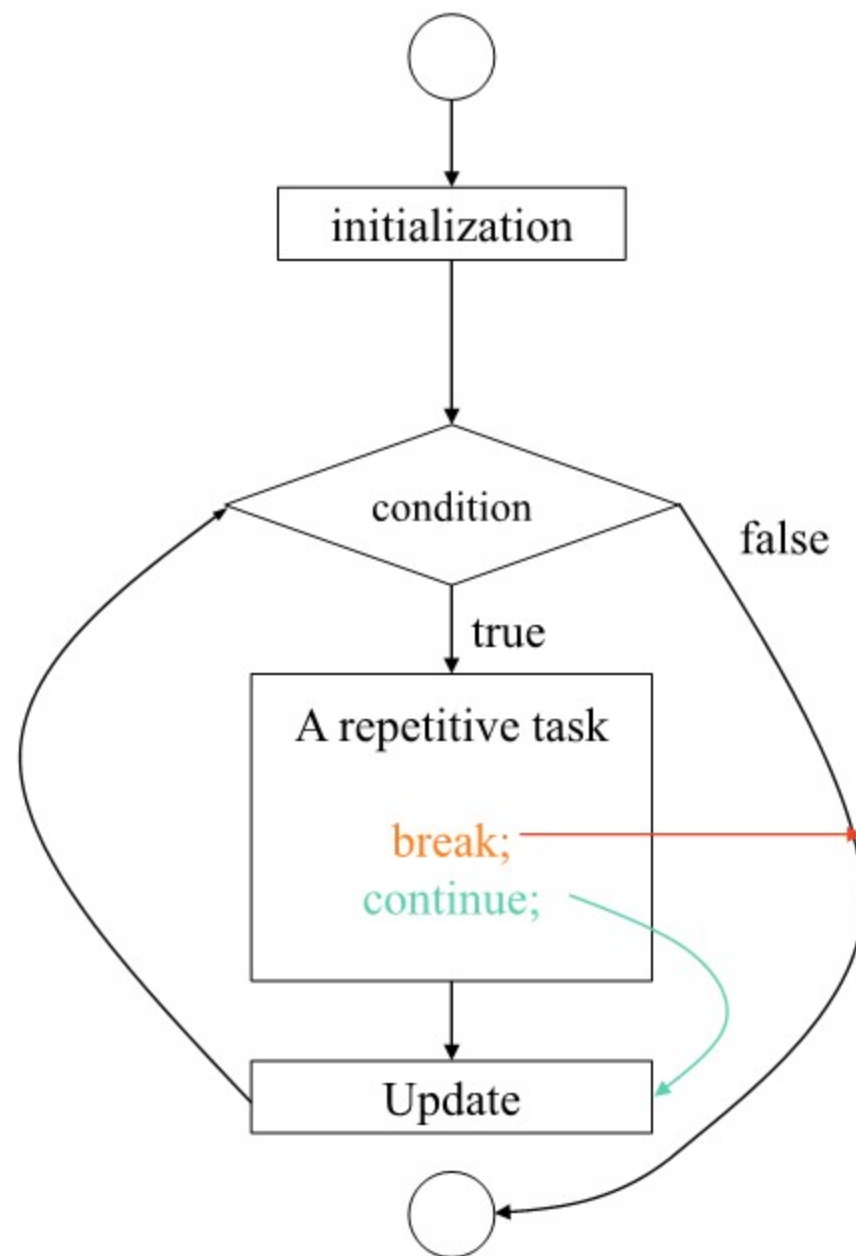 initialization
condition
false
true
A repetitive task
break;
continue;
Update